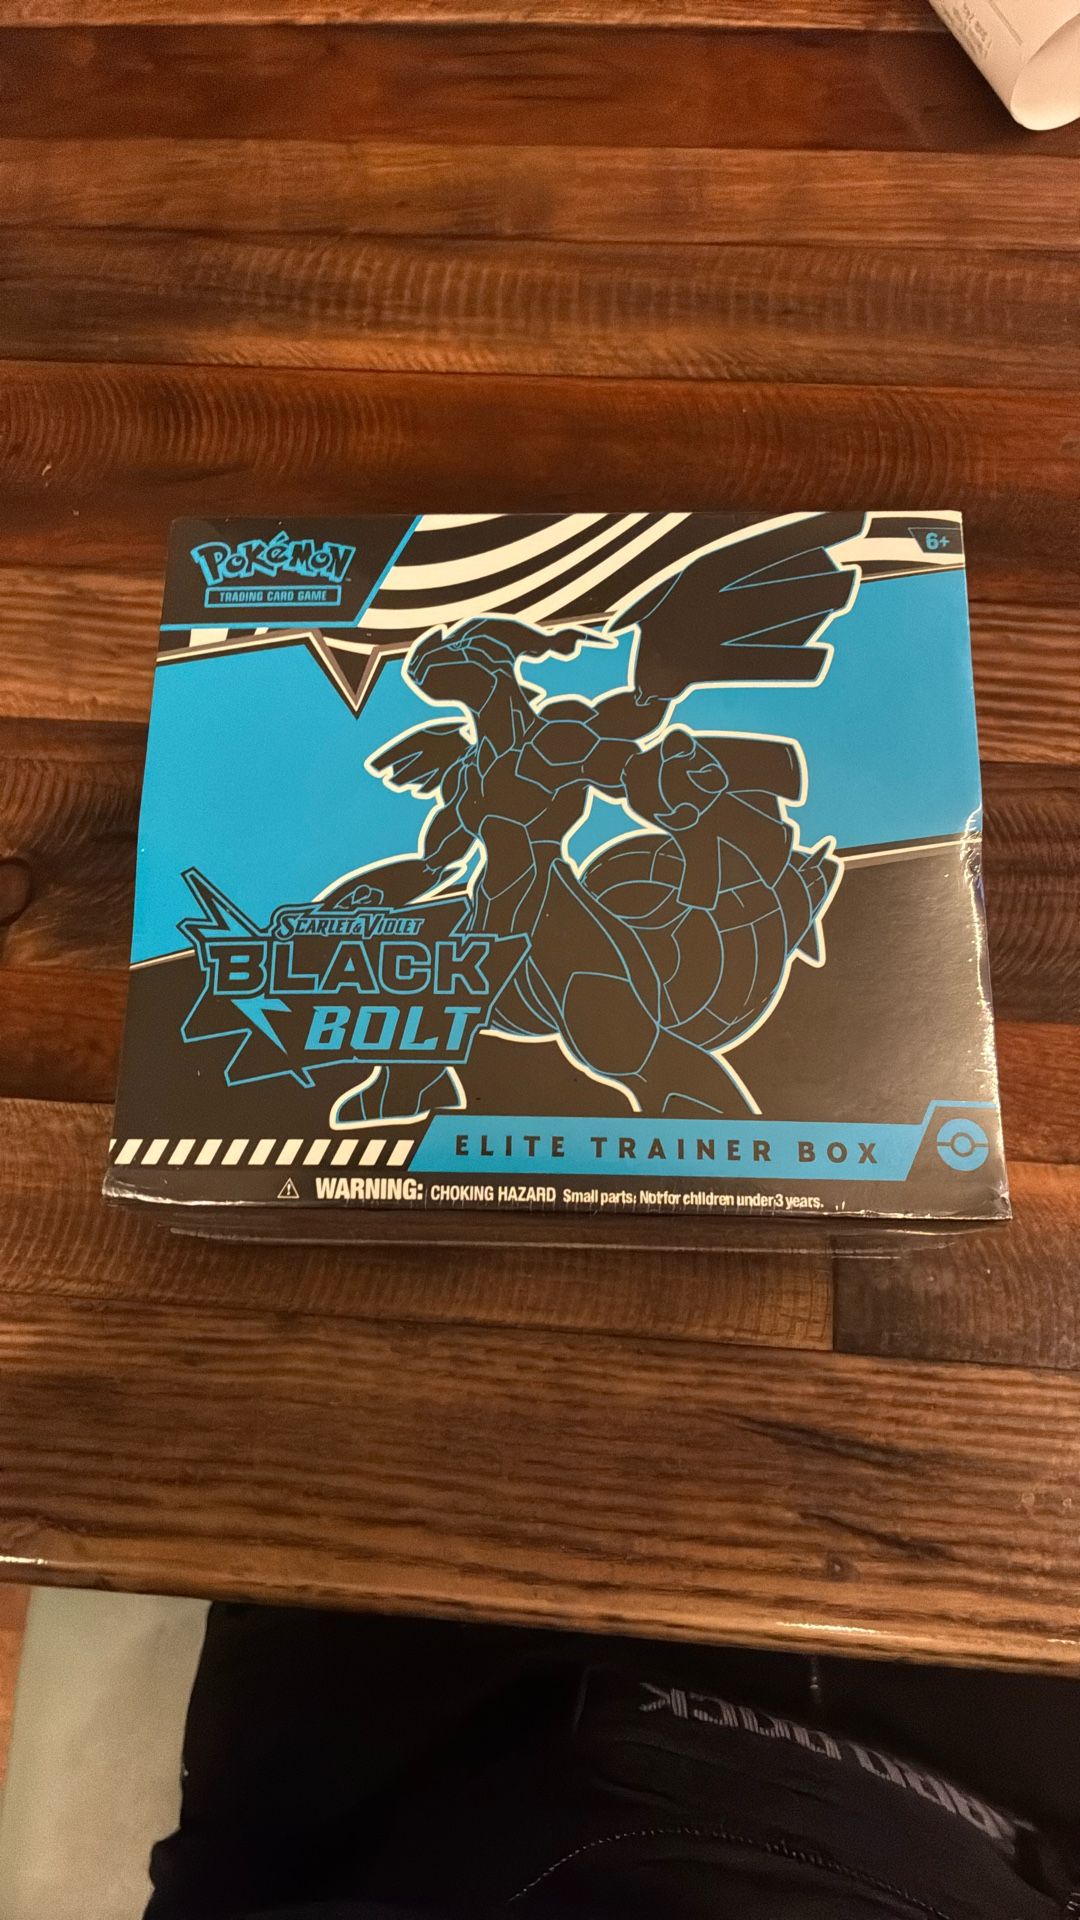 POKÉMON
TRADING CARD GAME
6+
SCARLET & VIOLET
BLACK
BOLT
ELITE TRAINER BOX
WARNING: CHOKING HAZARD Small parts; Not for children under 3 years.